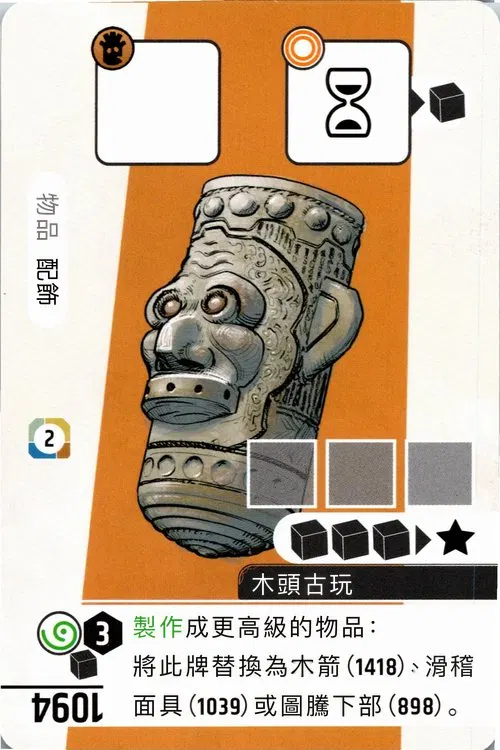 物品 配飾
2
木頭古玩
3 製作成更高級的物品：
將此牌替換為木箭(1418)、滑稽
面具(1039)或圖騰下部(898)。
1094